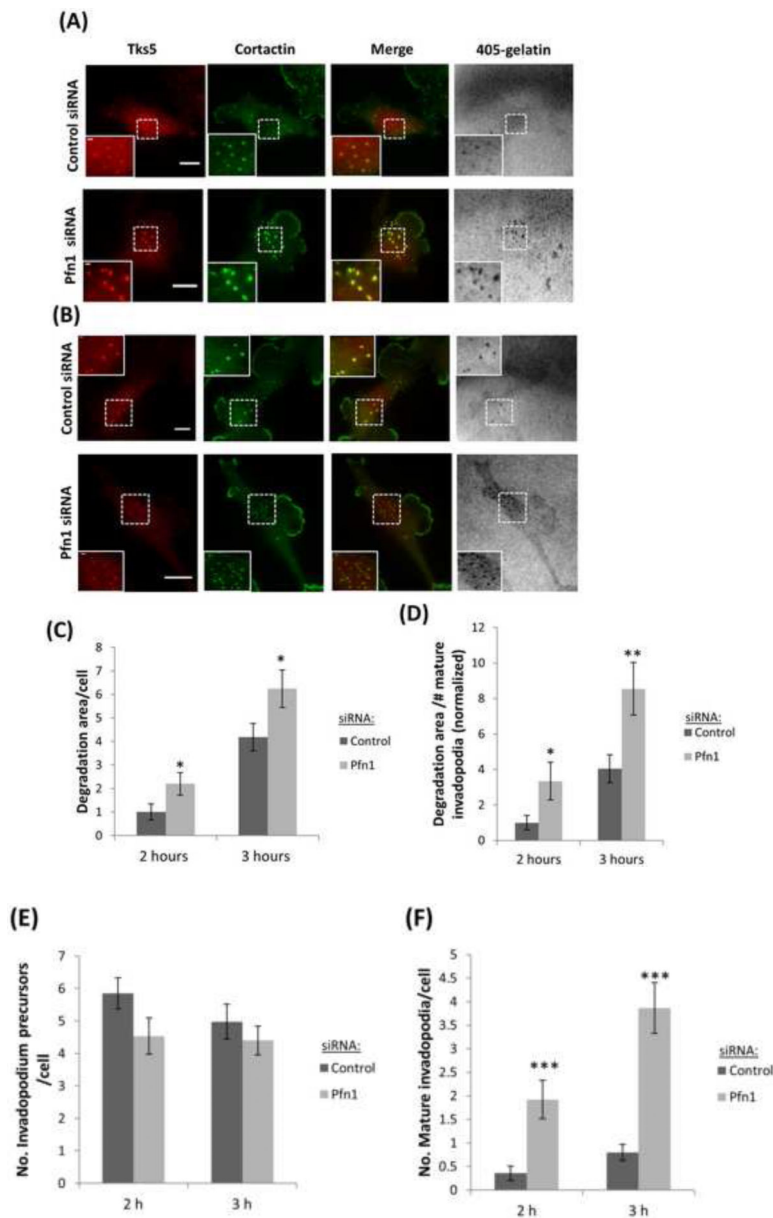 (A)
Tks5 Cortactin Merge 405-gelatin
Control siRNA
Pfn1 siRNA
(B)
Control siRNA
Pfn1 siRNA
(C)
Degradation area/cell
8
7
6
5
4
3
2
1
0
*
*
2 hours 3 hours
siRNA:
Control
Pfn1
(D)
Degradation area /# mature
invadopodia (normalized)
12
10
8
6
4
2
0
*
**
2 hours 3 hours
siRNA:
Control
Pfn1
(E)
No. Invadopodium precursors
/cell
7
6
5
4
3
2
1
0
2 h 3 h
siRNA:
Control
Pfn1
(F)
No. Mature invadopodia/cell
5
4.5
4
3.5
3
2.5
2
1.5
1
0.5
0
***
***
2 h 3 h
siRNA:
Control
Pfn1